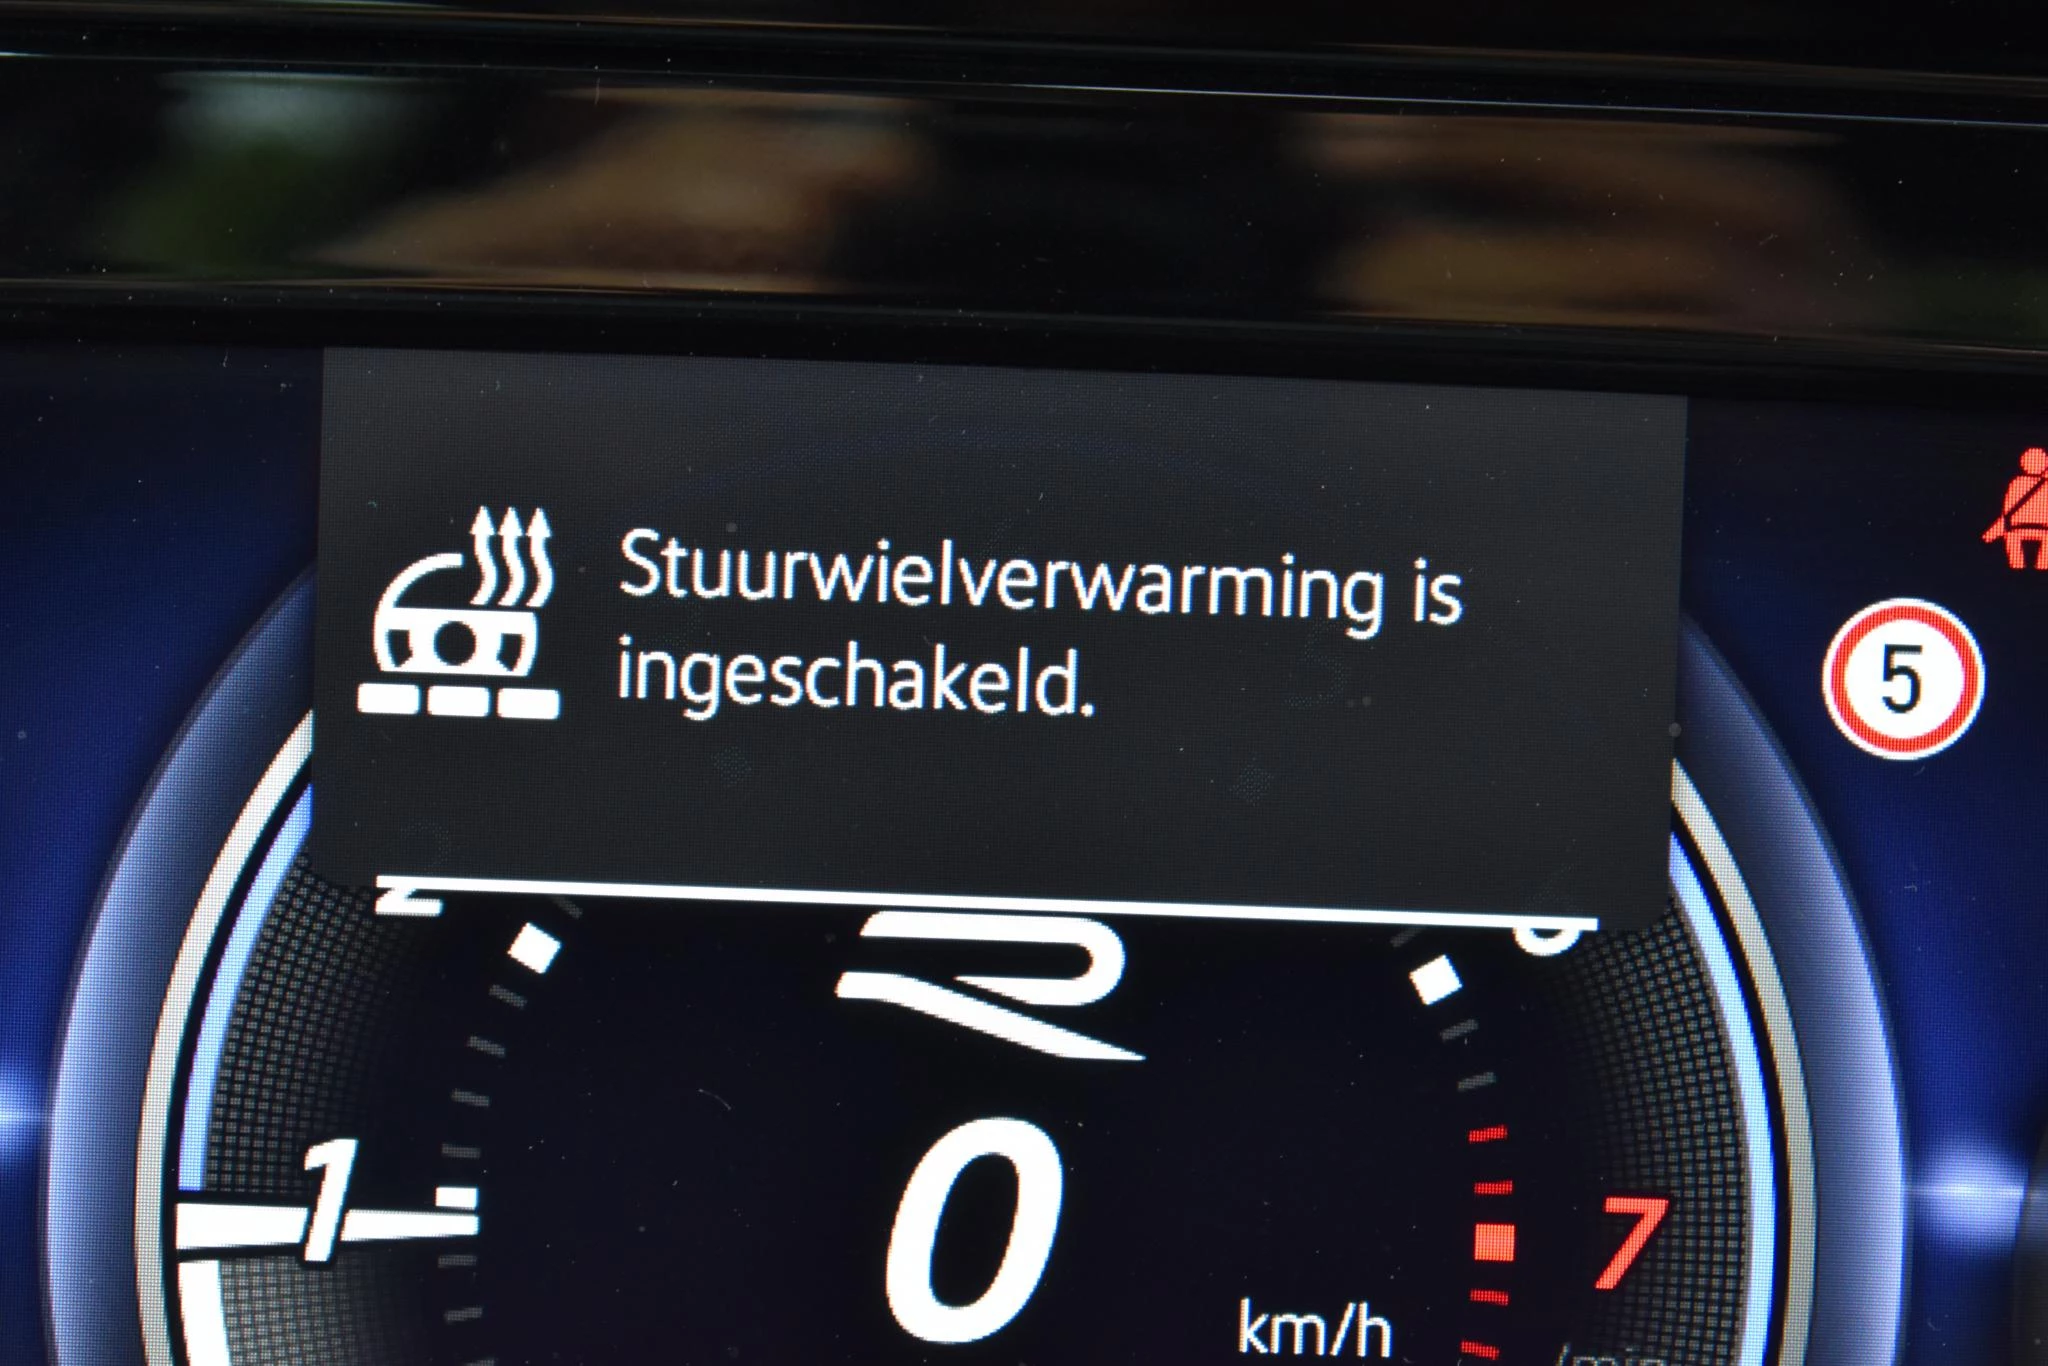 Stuurwielverwarming is
ingeschakeld.
5
R
1
0
7
km/h